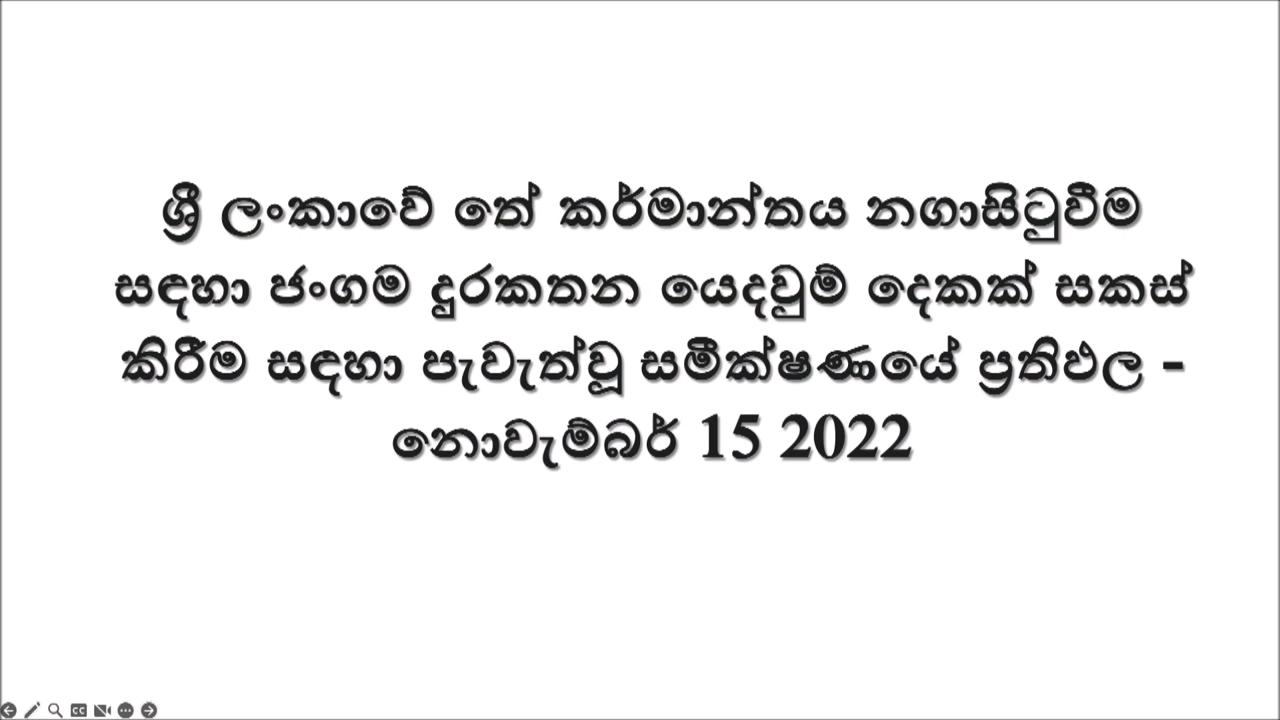 ශ්‍රී ලංකාවේ තේ කර්මාන්තය නගාසිටුවීම
සඳහා ජංගම දුරකතන යෙදවුම් දෙකක් සකස්
කිරීම සඳහා පැවැත්වූ සමීක්ෂණයේ ප්‍රතිඵල -
නොවැම්බර් 15 2022